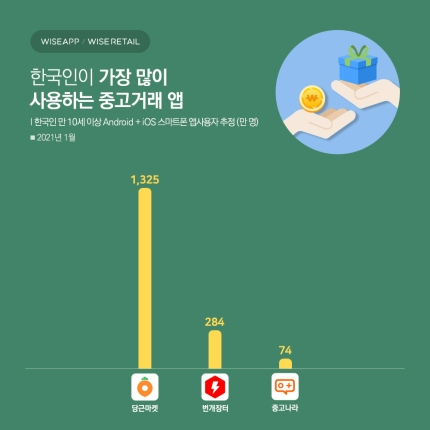 WISEAPP / WISERETAIL
한국인이 가장 많이
사용하는 중고거래 앱
| 한국인 만 10세 이상 Android + iOS 스마트폰 앱사용자 추정 (만 명)
■ 2021년 1월
1,325
284
74
당근마켓
번개장터
중고나라